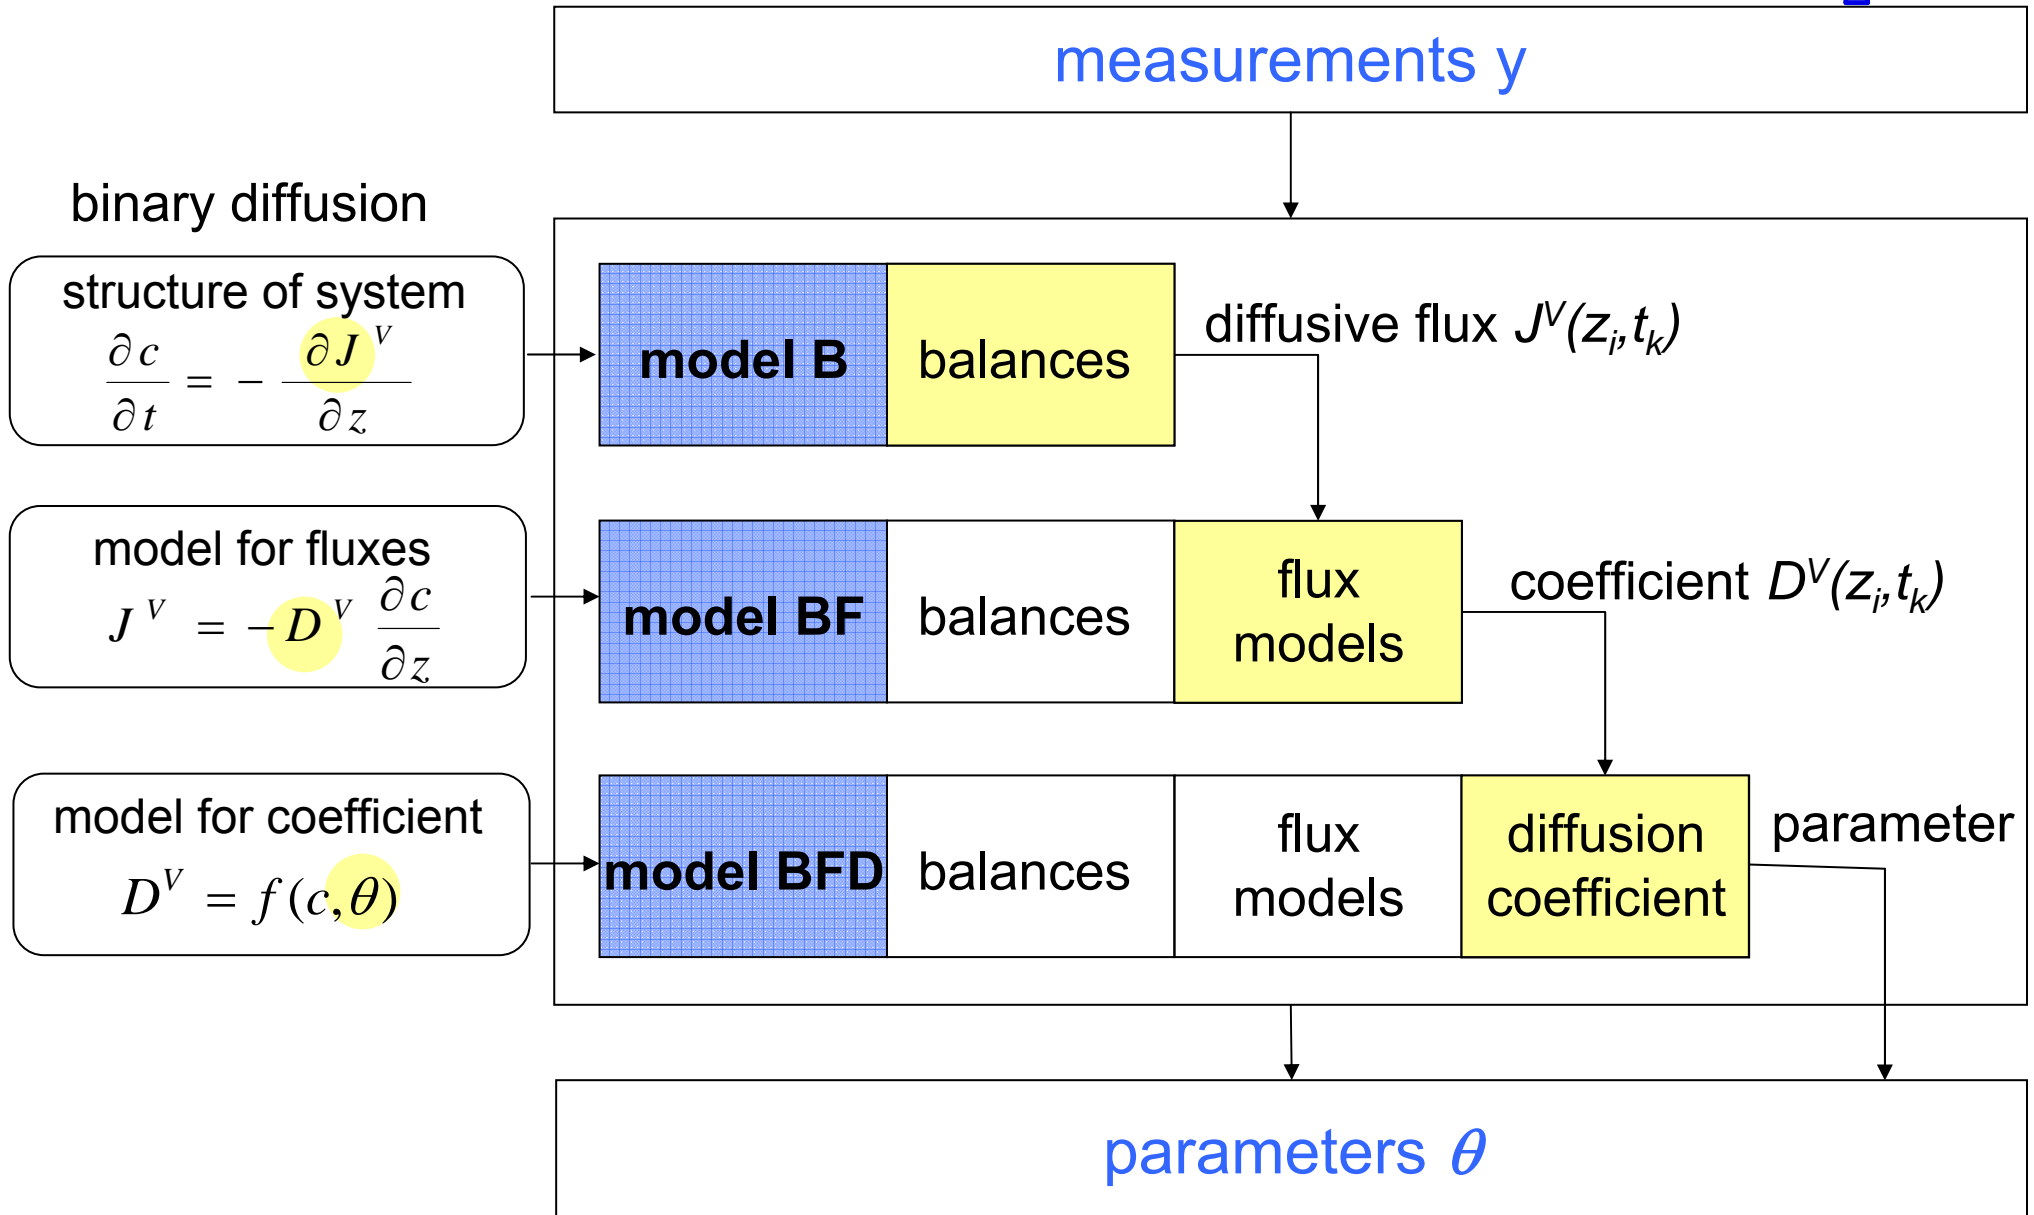 measurements y
binary diffusion
structure of system
∂c/∂t = − ∂J^V/∂z
model B
balances
diffusive flux J^V(z_i,t_k)
model for fluxes
J^V = −D^V ∂c/∂z
model BF
balances
flux
models
coefficient D^V(z_i,t_k)
model for coefficient
D^V = f(c,θ)
model BFD
balances
flux
models
diffusion
coefficient
parameter
parameters θ